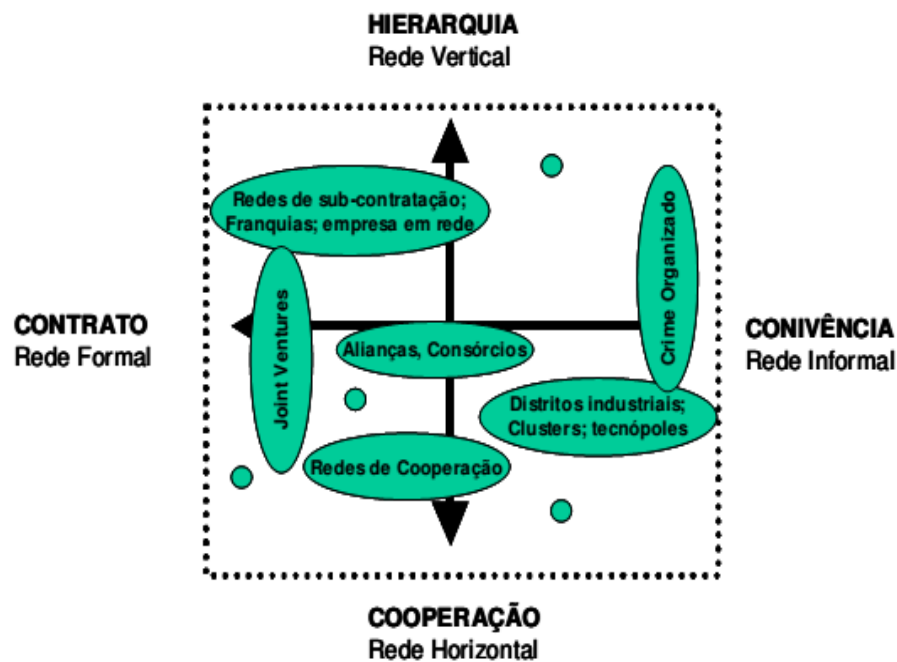 HIERARQUIA
Rede Vertical
Redes de sub-contratação;
Franquias; empresa em rede
Crime Organizado
CONTRATO
Rede Formal
Joint Ventures
Alianças, Consórcios
CONIVÊNCIA
Rede Informal
Distritos industriais;
Clusters; tecnópoles
Redes de Cooperação
COOPERAÇÃO
Rede Horizontal